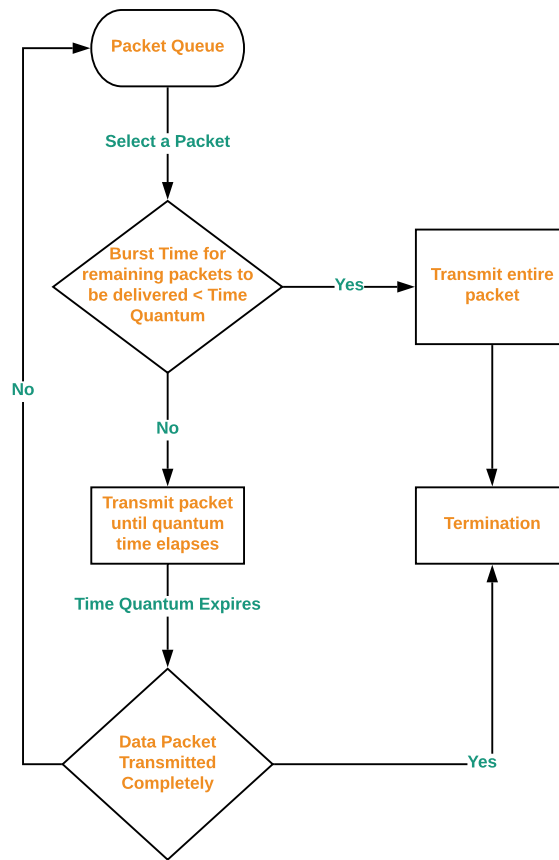 Packet Queue
Select a Packet
Burst Time for
remaining packets to
be delivered < Time
Quantum
Yes
Transmit entire
packet
No
No
Transmit packet
until quantum
time elapses
Termination
Time Quantum Expires
Data Packet
Transmitted
Completely
Yes